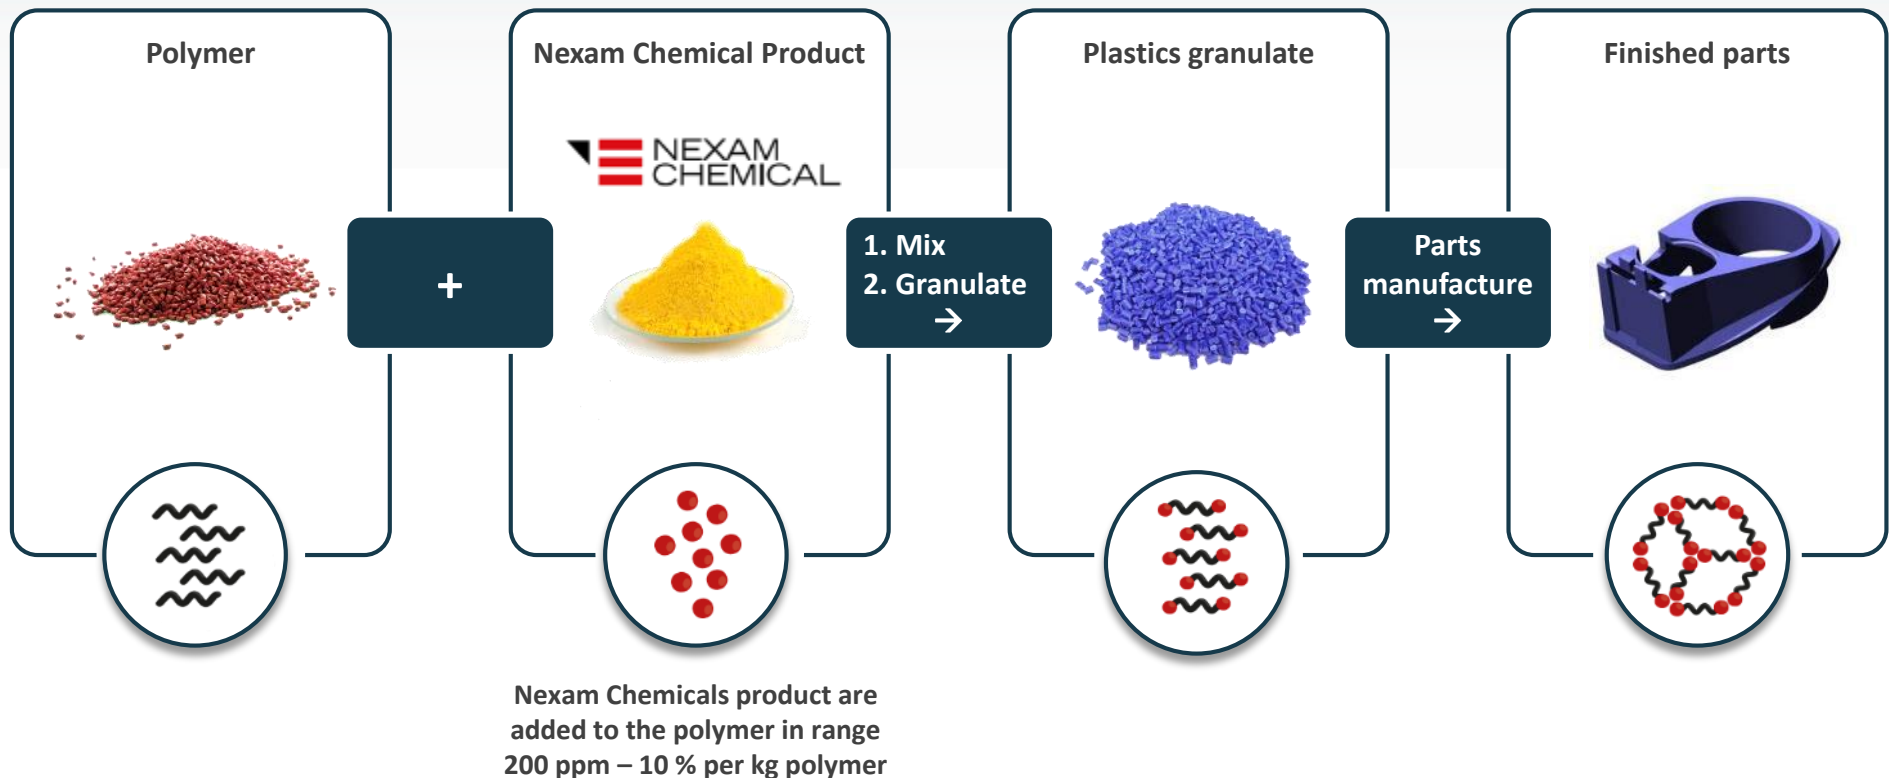 Polymer
Nexam Chemical Product
Plastics granulate
Finished parts
NEXAM
CHEMICAL
+
1. Mix
2. Granulate
→
Parts
manufacture
→
Nexam Chemicals product are
added to the polymer in range
200 ppm – 10 % per kg polymer